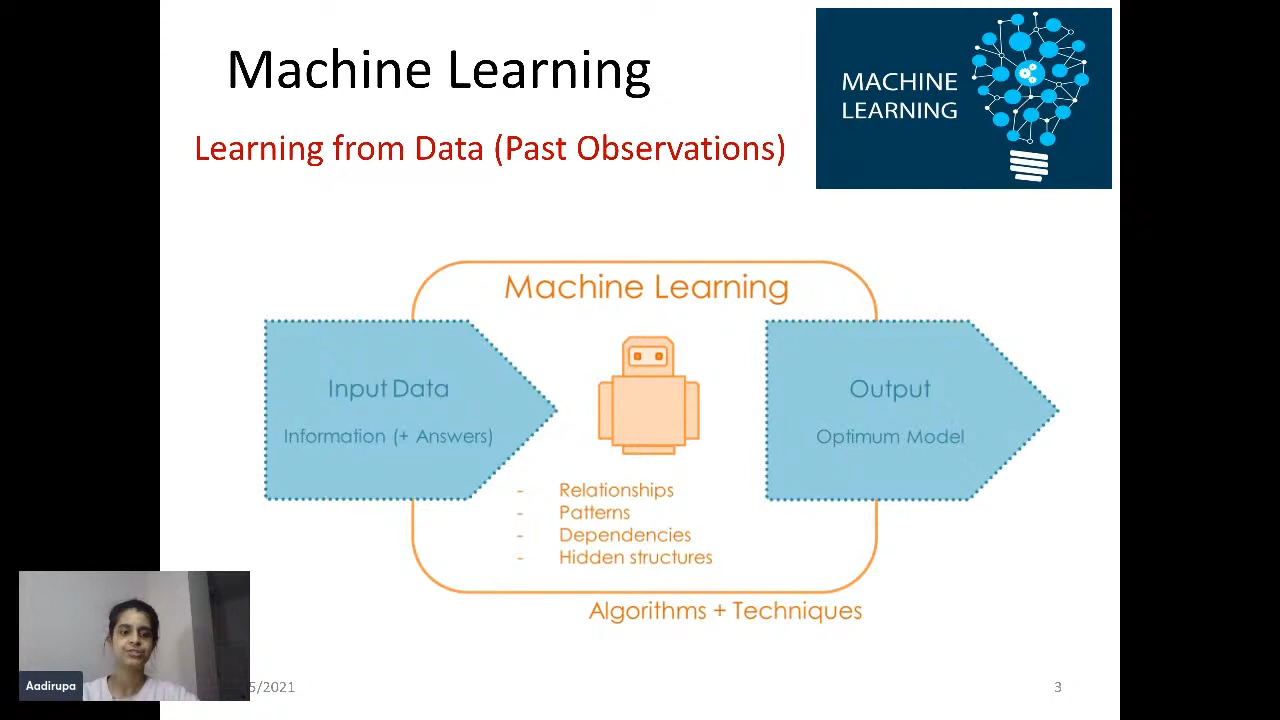 Machine Learning
Learning from Data (Past Observations)
MACHINE
LEARNING
Machine Learning
Input Data
Information (+ Answers)
Output
Optimum Model
- Relationships
- Patterns
- Dependencies
- Hidden structures
Algorithms + Techniques
Aadirupa
5/2021
3